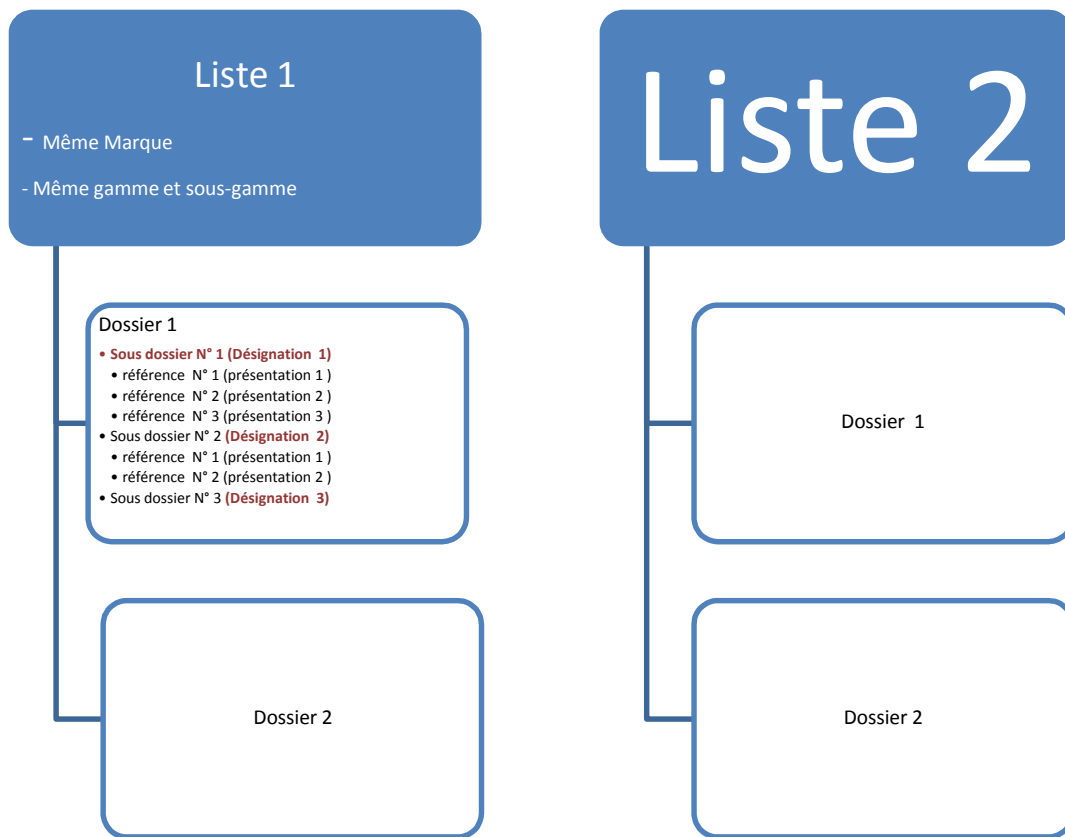 Liste 1
- Même Marque
- Même gamme et sous-gamme
Dossier 1
• Sous dossier N° 1 (Désignation 1)
• référence N° 1 (présentation 1 )
• référence N° 2 (présentation 2 )
• référence N° 3 (présentation 3 )
• Sous dossier N° 2 (Désignation 2)
• référence N° 1 (présentation 1 )
• référence N° 2 (présentation 2 )
• Sous dossier N° 3 (Désignation 3)
Dossier 2
Liste 2
Dossier 1
Dossier 2